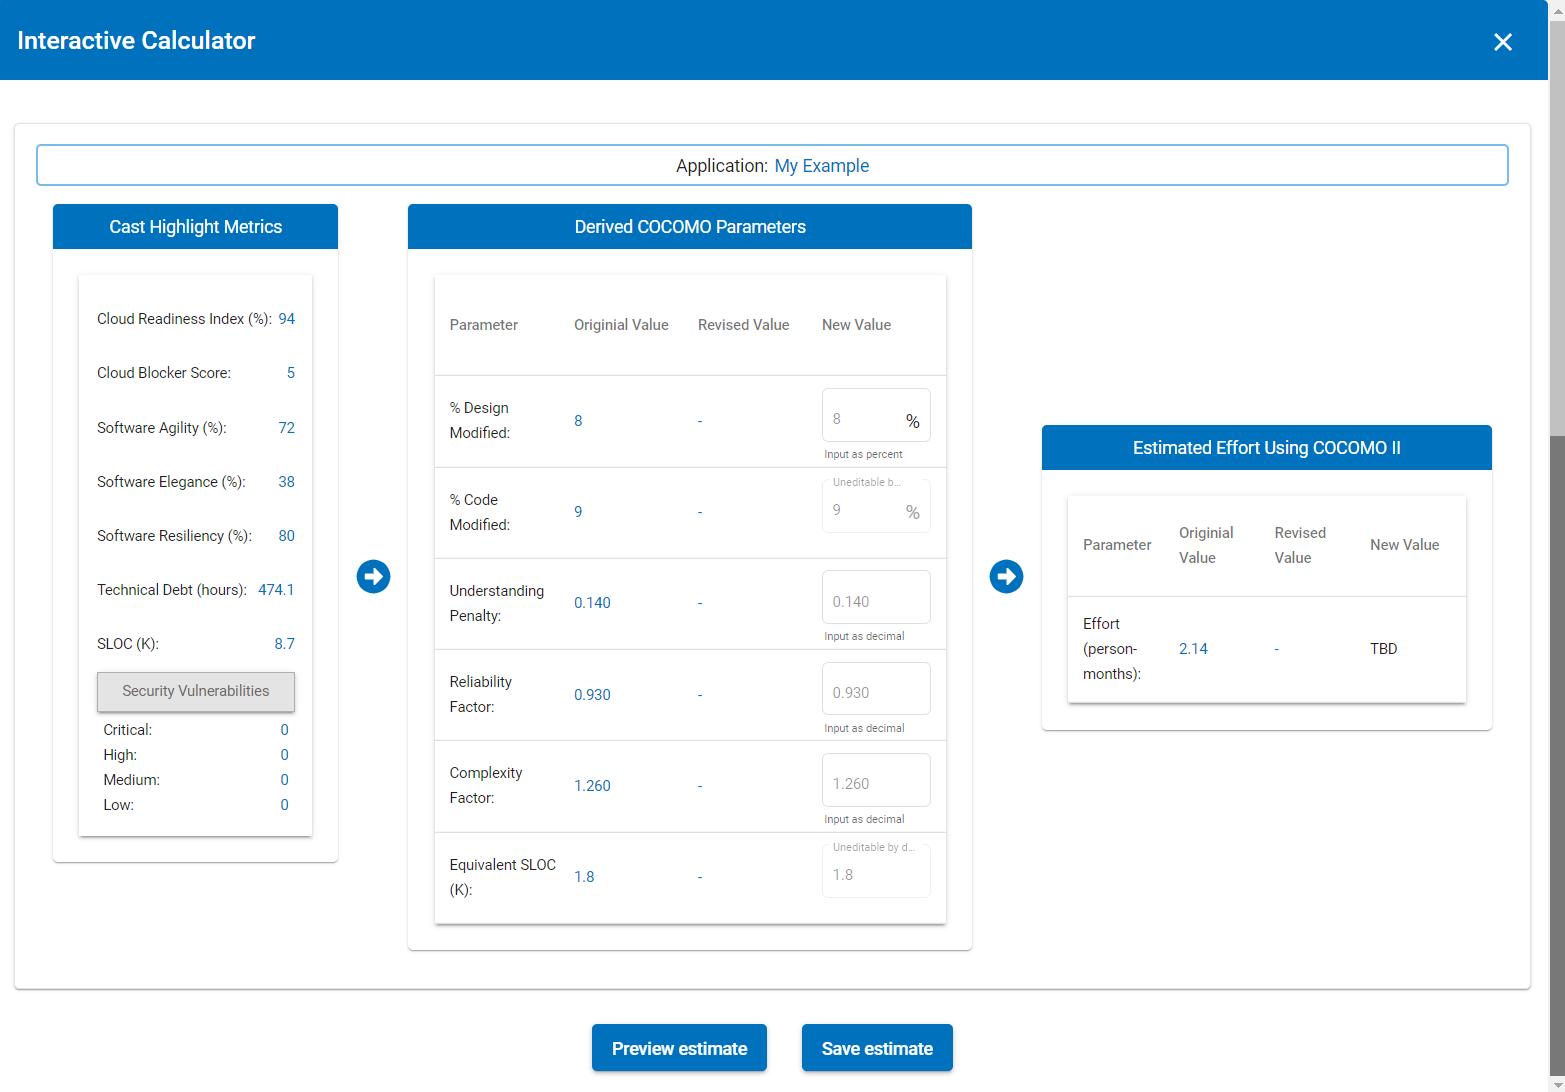 Interactive Calculator
Application: My Example
Cast Highlight Metrics
Cloud Readiness Index (%): 94
Cloud Blocker Score: 5
Software Agility (%): 72
Software Elegance (%): 38
Software Resiliency (%): 80
Technical Debt (hours): 474.1
SLOC (K): 8.7
Security Vulnerabilities
Critical: 0
High: 0
Medium: 0
Low: 0
Derived COCOMO Parameters
Parameter Originial Value Revised Value New Value
% Design
Modified: 8 - 8 %
Input as percent
Uneditable b...
% Code
Modified: 9 - 9 %
Understanding
Penalty: 0.140 - 0.140
Input as decimal
Reliability
Factor: 0.930 - 0.930
Input as decimal
Complexity
Factor: 1.260 - 1.260
Input as decimal
Uneditable by d...
Equivalent SLOC
(K): 1.8 - 1.8
Estimated Effort Using COCOMO II
Parameter Originial
Value Revised
Value New Value
Effort
(person-
months): 2.14 - TBD
Preview estimate
Save estimate